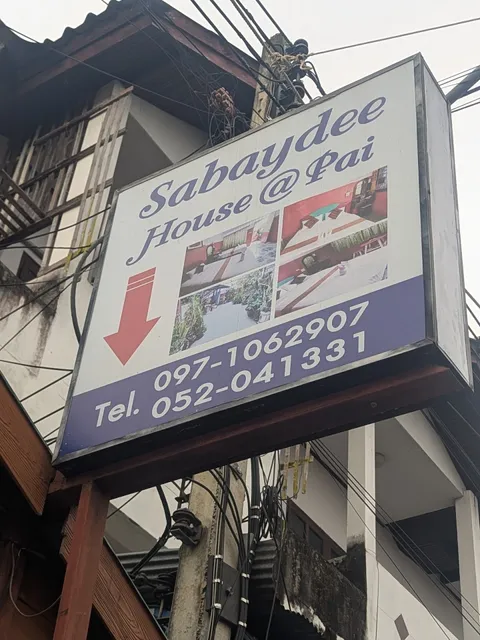 Sabaydee
House @ Pai
Tel. 097-1062907
052-041331